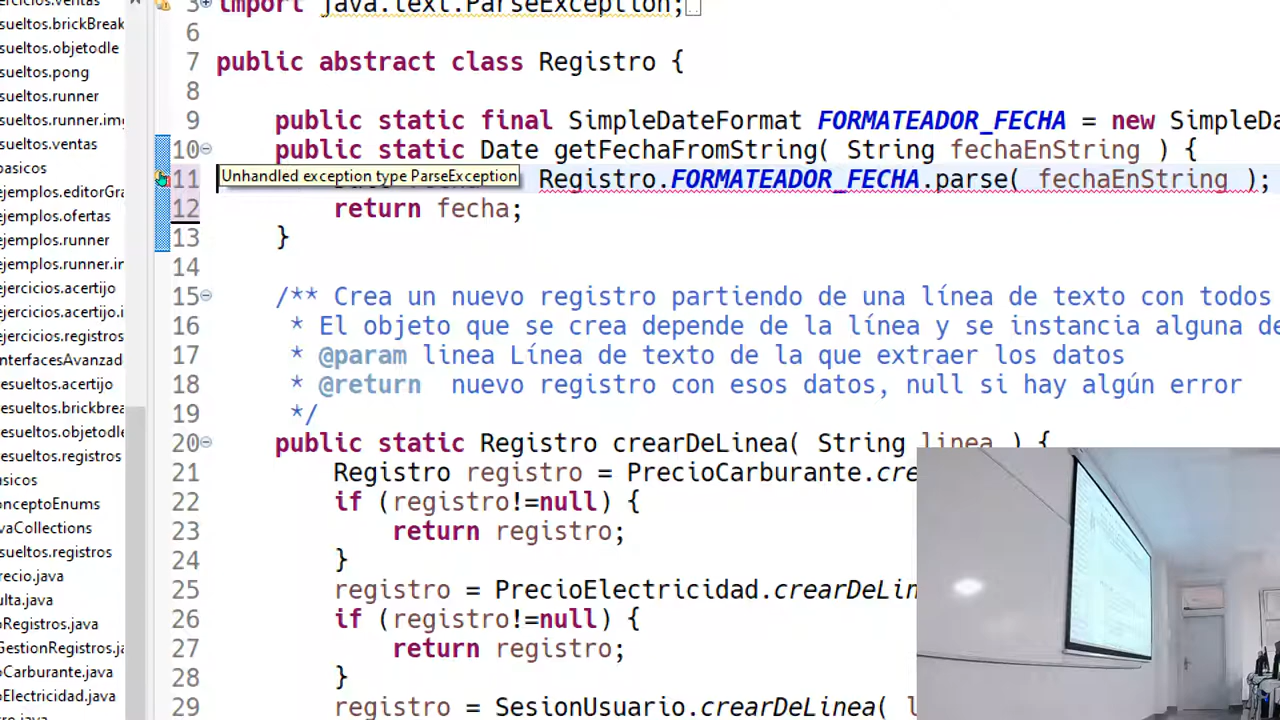 ercicios.ventas
sueltos.brickBreak
sueltos.objetodle
sueltos.pong
sueltos.runner
sueltos.runner.img
sueltos.ventas
basicos
ejemplos.editorGra
ejemplos.ofertas
ejemplos.runner
ejemplos.runner.ir
ejercicios.acertijo
ejercicios.acertijo.i
ejercicios.registros
nterfacesAvanzad
esueltos.acertijo
esueltos.brickbrea
esueltos.objetodle
esueltos.registros
asicos
onceptoEnums
vaCollections
sueltos.registros
recio.java
ulta.java
oRegistros.java
GestionRegistros.ja
oCarburante.java
oElectricidad.java
tro.java
3 import java.text.ParseException;
6
7 public abstract class Registro {
8
9 public static final SimpleDateFormat FORMATEADOR_FECHA = new SimpleDa
10 public static Date getFechaFromString( String fechaEnString ) {
11 Unhandled exception type ParseException Registro.FORMATEADOR_FECHA.parse( fechaEnString );
12 return fecha;
13 }
14
15 /** Crea un nuevo registro partiendo de una línea de texto con todos
16 * El objeto que se crea depende de la línea y se instancia alguna de
17 * @param linea Línea de texto de la que extraer los datos
18 * @return nuevo registro con esos datos, null si hay algún error
19 */
20 public static Registro crearDeLinea( String linea ) {
21 Registro registro = PrecioCarburante.cre
22 if (registro!=null) {
23 return registro;
24 }
25 registro = PrecioElectricidad.crearDeLin
26 if (registro!=null) {
27 return registro;
28 }
29 registro = SesionUsuario.crearDeLinea( l